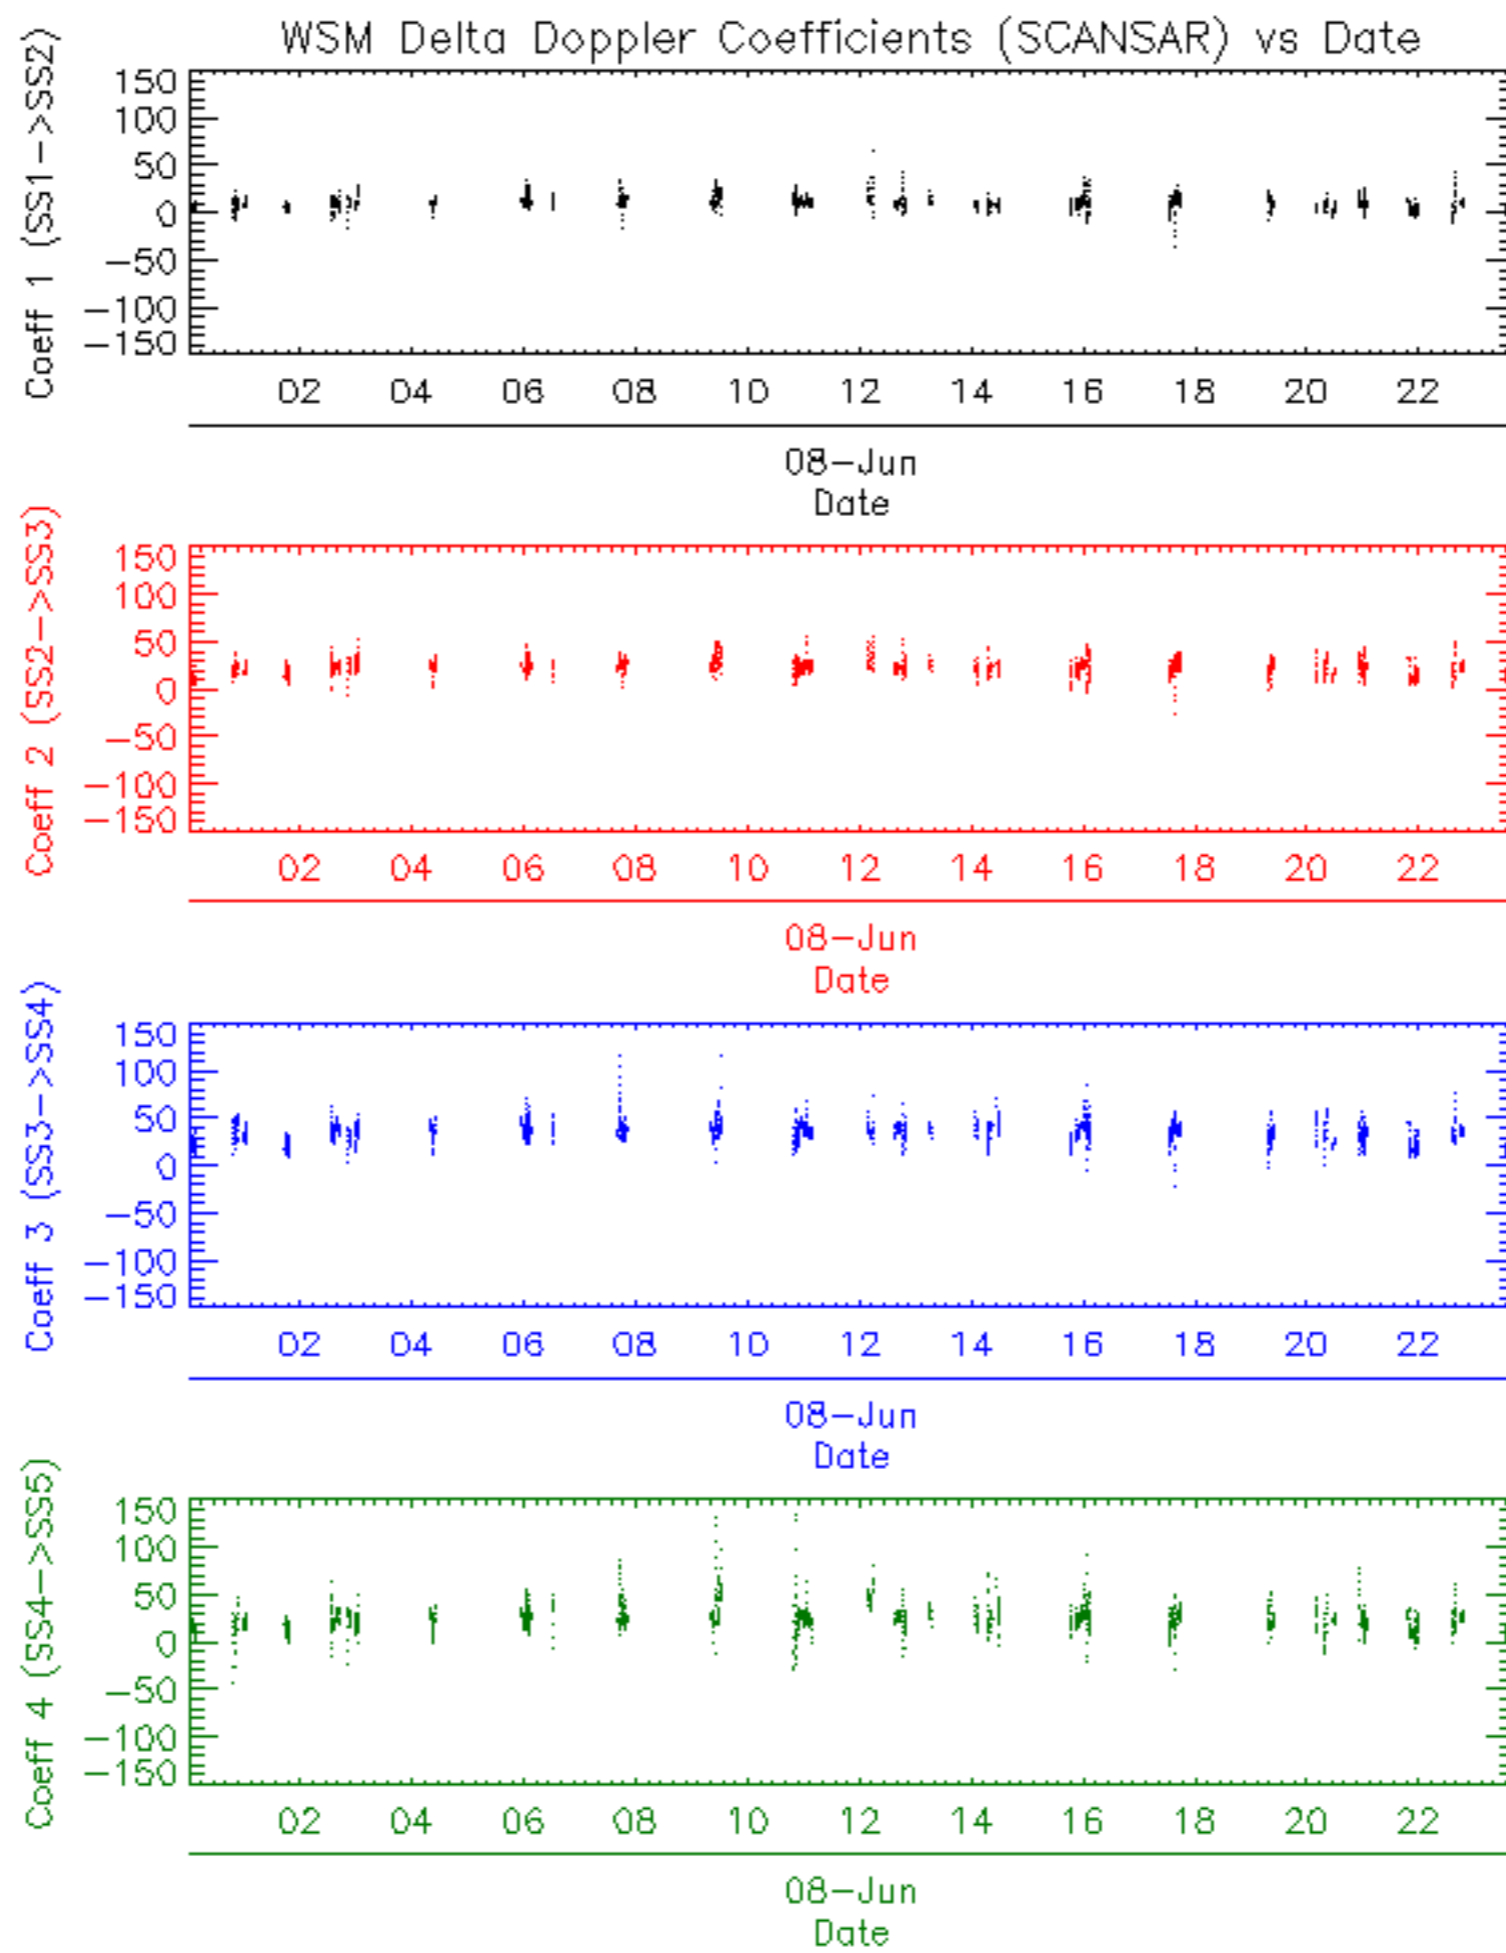 WSM Delta Doppler Coefficients (SCANSAR) vs Date
Coeff 1 (SS1->SS2)
150
100
50
0
-50
-100
-150
02 04 06 08 10 12 14 16 18 20 22
08-Jun
Date
Coeff 2 (SS2->SS3)
150
100
50
0
-50
-100
-150
02 04 06 08 10 12 14 16 18 20 22
08-Jun
Date
Coeff 3 (SS3->SS4)
150
100
50
0
-50
-100
-150
02 04 06 08 10 12 14 16 18 20 22
08-Jun
Date
Coeff 4 (SS4->SS5)
150
100
50
0
-50
-100
-150
02 04 06 08 10 12 14 16 18 20 22
08-Jun
Date